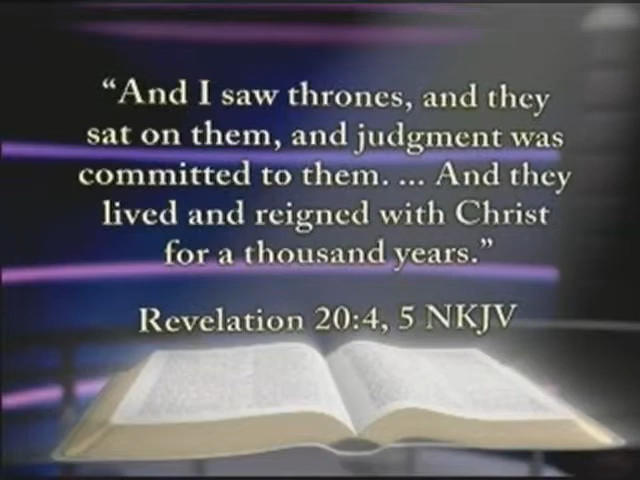 “And I saw thrones, and they
sat on them, and judgment was
committed to them. ... And they
lived and reigned with Christ
for a thousand years.”
Revelation 20:4, 5 NKJV